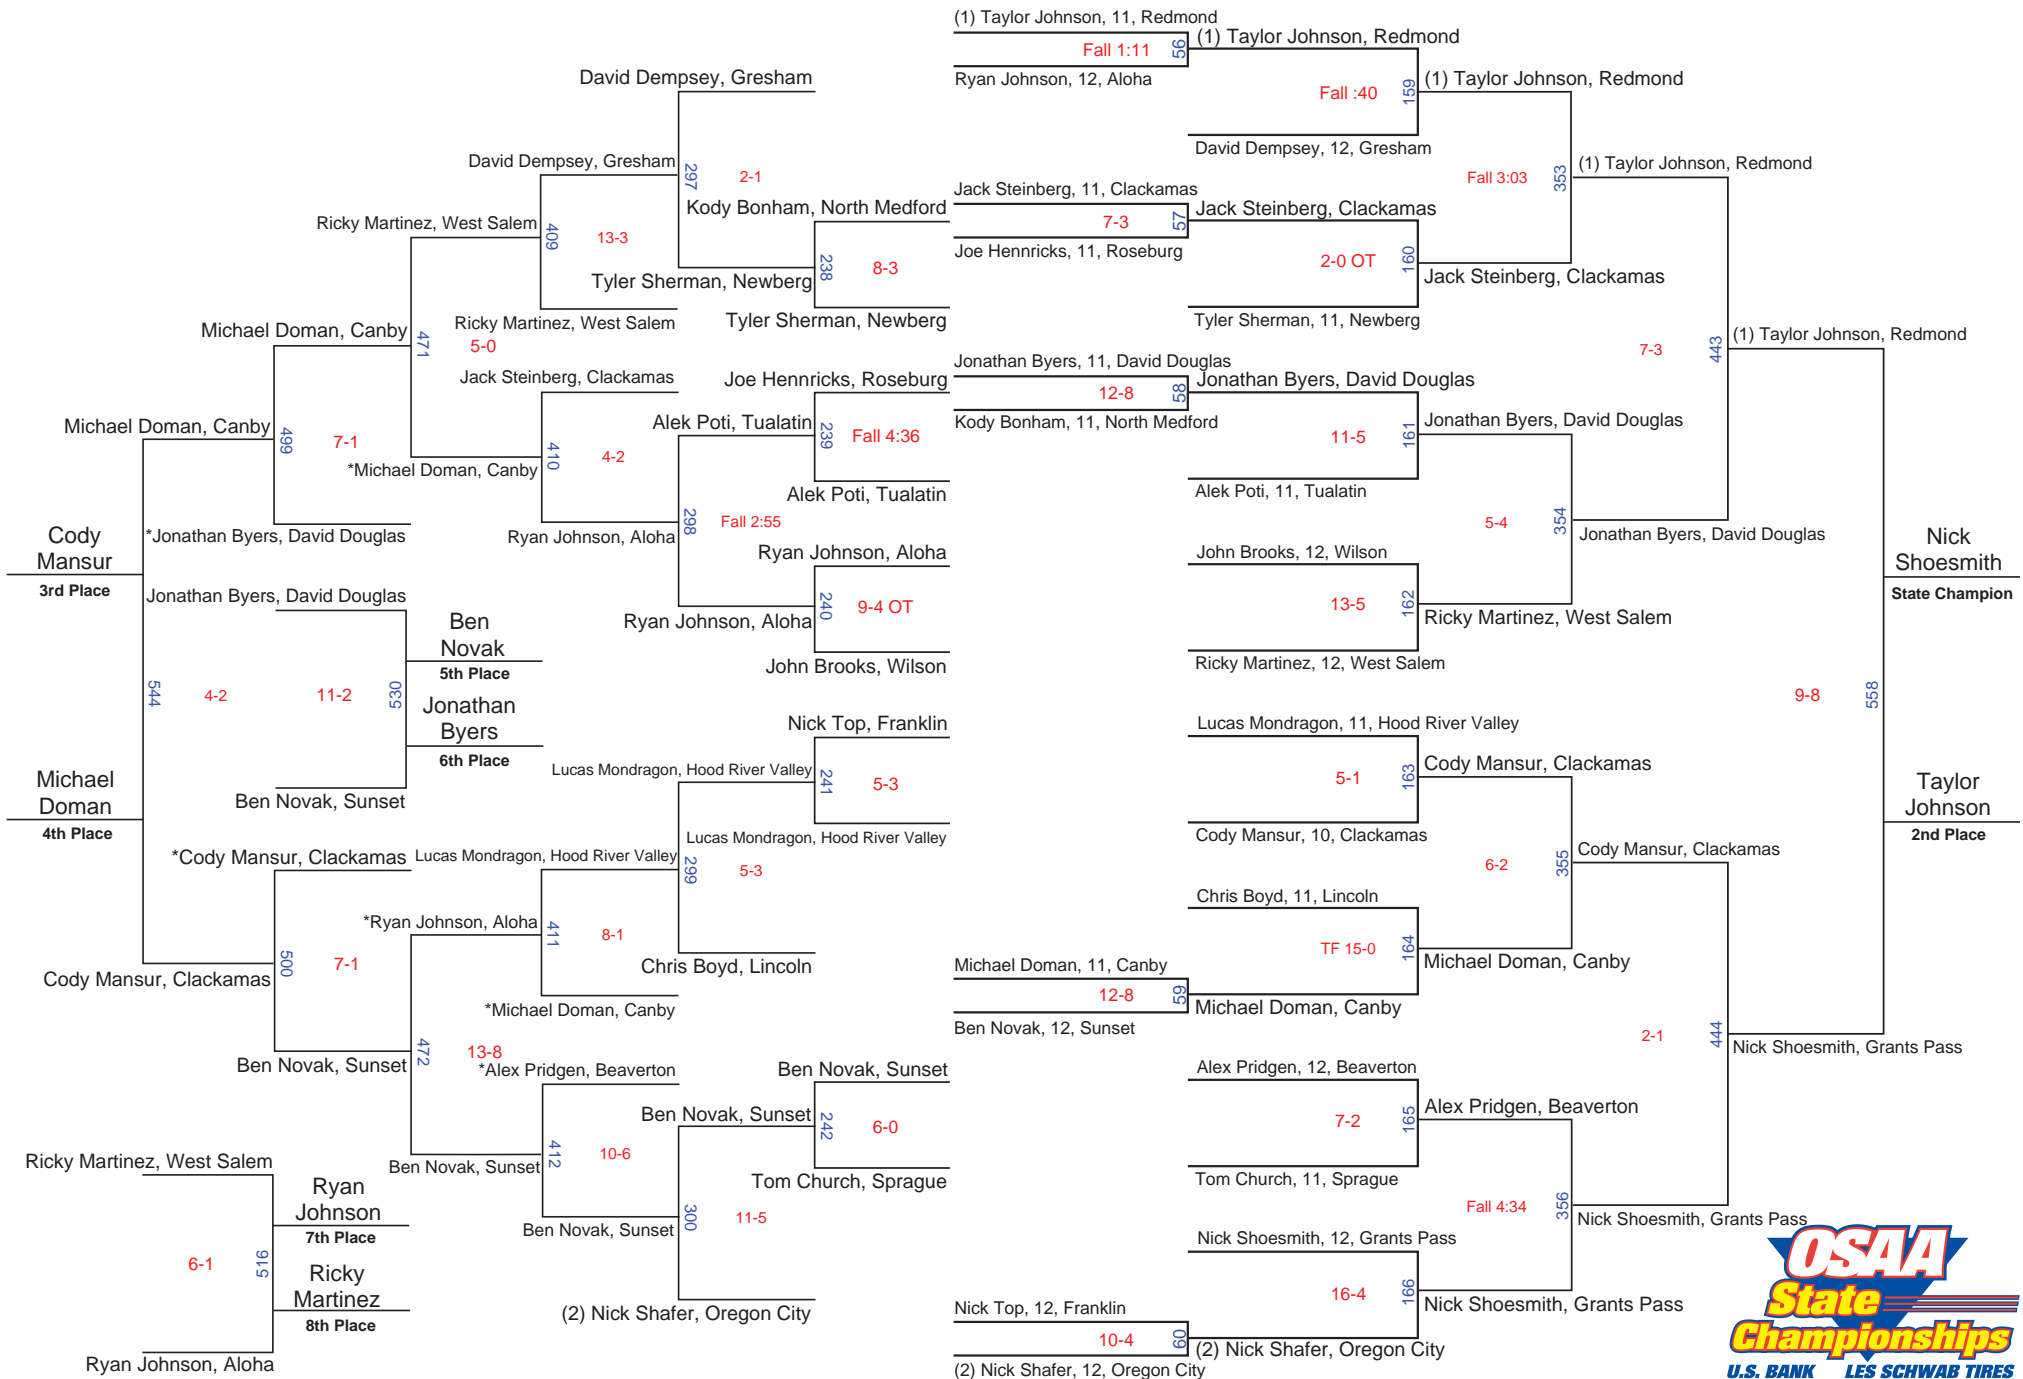 (1) Taylor Johnson, 11, Redmond
Fall 1:11
56
Ryan Johnson, 12, Aloha
(1) Taylor Johnson, Redmond
Fall :40
159
David Dempsey, 12, Gresham
(1) Taylor Johnson, Redmond
Jack Steinberg, 11, Clackamas
7-3
57
Joe Hennricks, 11, Roseburg
Jack Steinberg, Clackamas
2-0 OT
160
Tyler Sherman, 11, Newberg
Jack Steinberg, Clackamas
Fall 3:03
353
(1) Taylor Johnson, Redmond
Jonathan Byers, 11, David Douglas
12-8
58
Kody Bonham, 11, North Medford
Jonathan Byers, David Douglas
11-5
161
Alek Poti, 11, Tualatin
Jonathan Byers, David Douglas
John Brooks, 12, Wilson
13-5
162
Ricky Martinez, 12, West Salem
Ricky Martinez, West Salem
5-4
354
Jonathan Byers, David Douglas
7-3
443
(1) Taylor Johnson, Redmond
Lucas Mondragon, 11, Hood River Valley
5-1
163
Cody Mansur, 10, Clackamas
Cody Mansur, Clackamas
Chris Boyd, 11, Lincoln
TF 15-0
164
Michael Doman, 11, Canby
12-8
59
Ben Novak, 12, Sunset
Michael Doman, Canby
Michael Doman, Canby
6-2
355
Cody Mansur, Clackamas
Alex Pridgen, 12, Beaverton
7-2
165
Tom Church, 11, Sprague
Alex Pridgen, Beaverton
Nick Shoesmith, 12, Grants Pass
16-4
166
Nick Top, 12, Franklin
10-4
60
(2) Nick Shafer, 12, Oregon City
(2) Nick Shafer, Oregon City
Nick Shoesmith, Grants Pass
Fall 4:34
356
Nick Shoesmith, Grants Pass
2-1
444
Nick Shoesmith, Grants Pass
9-8
558
Nick
Shoesmith
State Champion
Taylor
Johnson
2nd Place
David Dempsey, Gresham
297
2-1
Kody Bonham, North Medford
238
8-3
Tyler Sherman, Newberg
Tyler Sherman, Newberg
David Dempsey, Gresham
409
13-3
Ricky Martinez, West Salem
Ricky Martinez, West Salem
471
5-0
Jack Steinberg, Clackamas
410
4-2
Joe Hennricks, Roseburg
239
Fall 4:36
Alek Poti, Tualatin
Alek Poti, Tualatin
298
Fall 2:55
Ryan Johnson, Aloha
240
9-4 OT
John Brooks, Wilson
Ryan Johnson, Aloha
Ryan Johnson, Aloha
*Michael Doman, Canby
Michael Doman, Canby
499
7-1
*Jonathan Byers, David Douglas
Michael Doman, Canby
Cody
Mansur
3rd Place
544
4-2
Michael
Doman
4th Place
Jonathan Byers, David Douglas
11-2
530
Ben Novak, Sunset
Ben
Novak
5th Place
Jonathan
Byers
6th Place
Nick Top, Franklin
241
5-3
Lucas Mondragon, Hood River Valley
Lucas Mondragon, Hood River Valley
299
5-3
Chris Boyd, Lincoln
Lucas Mondragon, Hood River Valley
411
8-1
*Michael Doman, Canby
*Ryan Johnson, Aloha
472
13-8
*Alex Pridgen, Beaverton
412
10-6
Ben Novak, Sunset
242
6-0
Tom Church, Sprague
Ben Novak, Sunset
300
11-5
(2) Nick Shafer, Oregon City
Ben Novak, Sunset
Ben Novak, Sunset
*Cody Mansur, Clackamas
500
7-1
Ben Novak, Sunset
Cody Mansur, Clackamas
Ricky Martinez, West Salem
6-1
516
Ryan Johnson, Aloha
Ryan
Johnson
7th Place
Ricky
Martinez
8th Place
OSAA
State
Championships
U.S. BANK LES SCHWAB TIRES